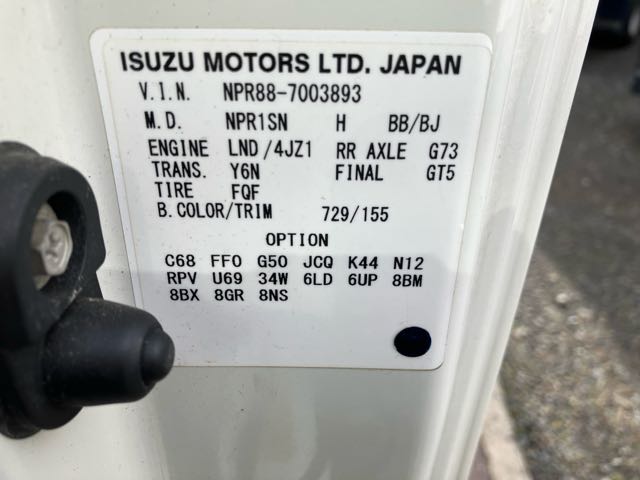 ISUZU MOTORS LTD. JAPAN
V.I.N. NPR88-7003893
M.D. NPR1SN H BB/BJ
ENGINE LND/4JZ1 RR AXLE G73
TRANS. Y6N FINAL GT5
TIRE FQF
B.COLOR/TRIM 729/155
OPTION
C68 FF0 G50 JCQ K44 N12
RPV U69 34W 6LD 6UP 8BM
8BX 8GR 8NS